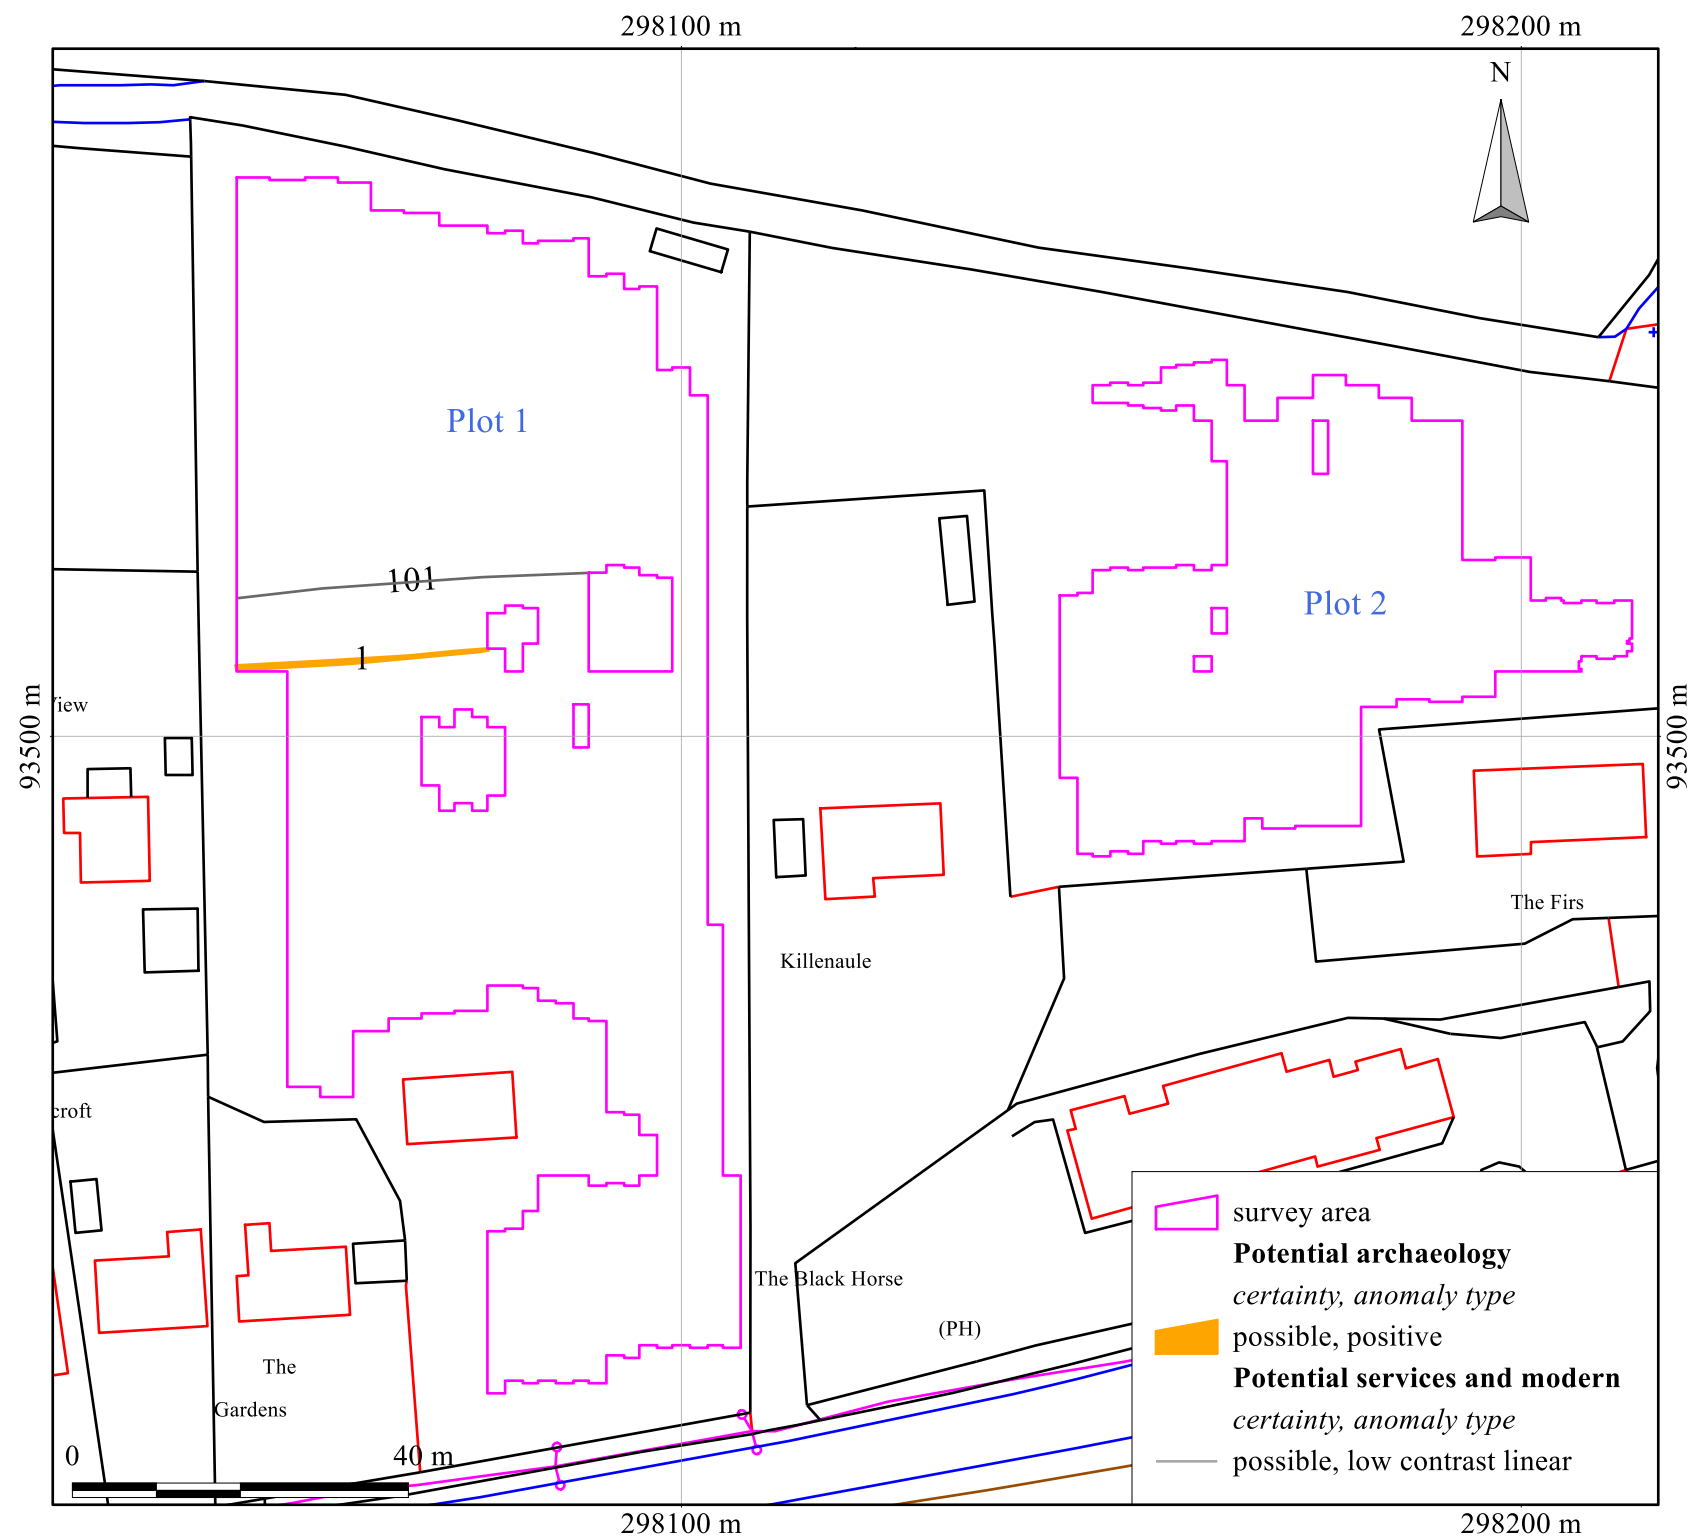 298100 m
298200 m
N
Plot 1
101
Plot 2
1
93500 m
93500 m
View
The Firs
Killenaule
croft
survey area
Potential archaeology
certainty, anomaly type
The Black Horse
(PH)
possible, positive
The
Gardens
Potential services and modern
certainty, anomaly type
possible, low contrast linear
0
40 m
298100 m
298200 m